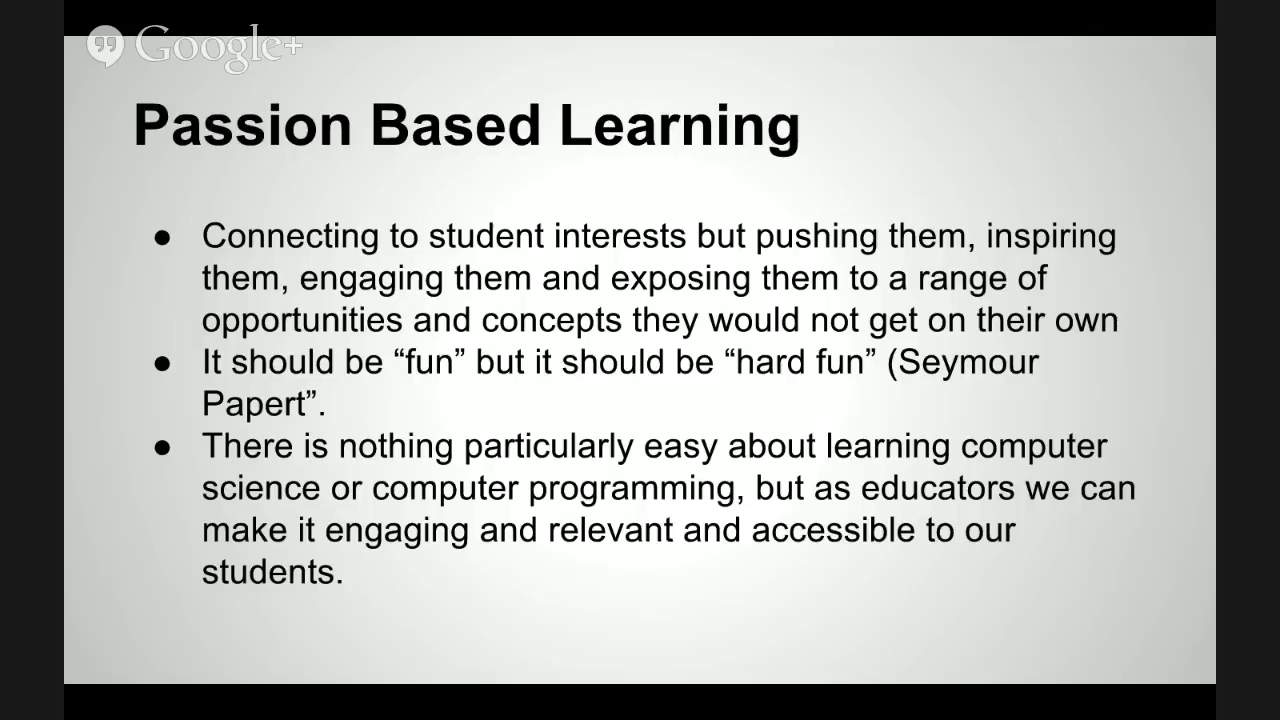 Google+
Passion Based Learning
● Connecting to student interests but pushing them, inspiring
them, engaging them and exposing them to a range of
opportunities and concepts they would not get on their own
● It should be “fun” but it should be “hard fun” (Seymour
Papert”.
● There is nothing particularly easy about learning computer
science or computer programming, but as educators we can
make it engaging and relevant and accessible to our
students.